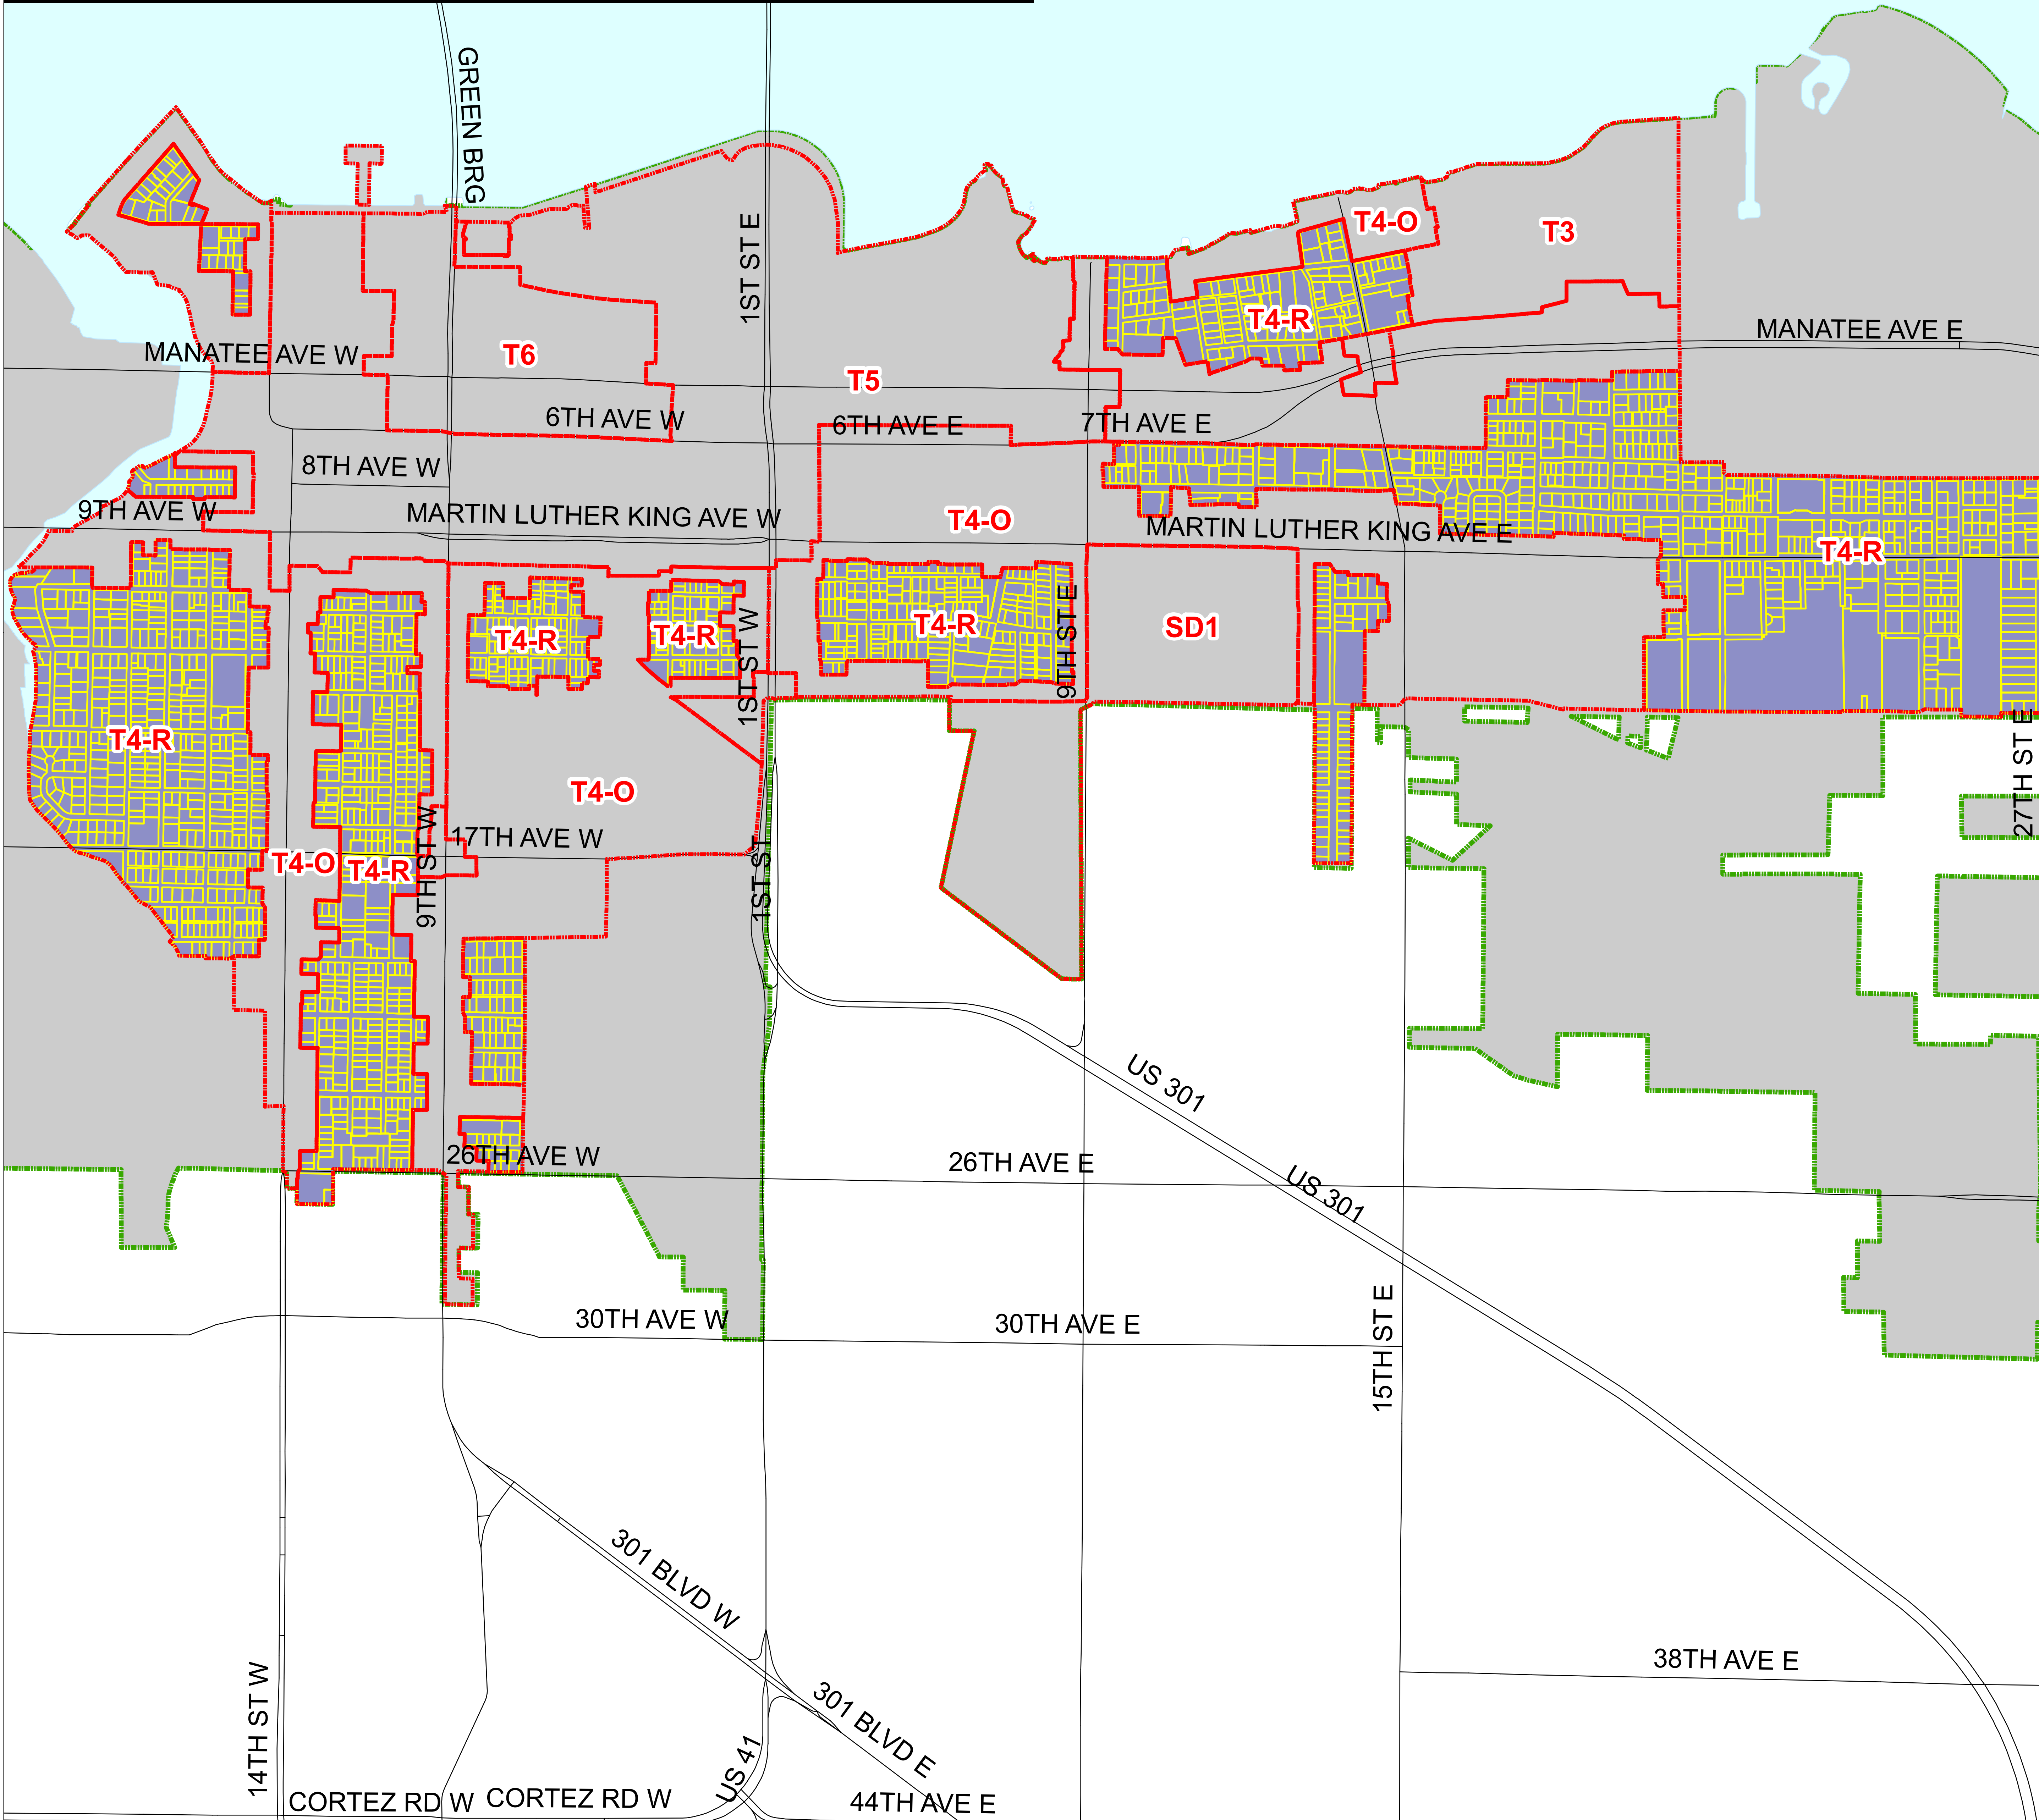 GREEN BRG
1ST ST E
T4-O
T3
T4-R
MANATEE AVE W
T6
MANATEE AVE E
T5
6TH AVE W
6TH AVE E
7TH AVE E
8TH AVE W
9TH AVE W
MARTIN LUTHER KING AVE W
T4-O
MARTIN LUTHER KING AVE E
T4-R
T4-R
T4-R
1ST ST W
T4-R
9TH ST E
SD1
T4-R
T4-O
27TH ST E
17TH AVE W
T4-O
T4-R
9TH ST W
1ST ST
US 301
26TH AVE W
26TH AVE E
US 301
30TH AVE W
30TH AVE E
15TH ST E
301 BLVD W
38TH AVE E
14TH ST W
301 BLVD E
US 41
CORTEZ RD W
CORTEZ RD W
44TH AVE E